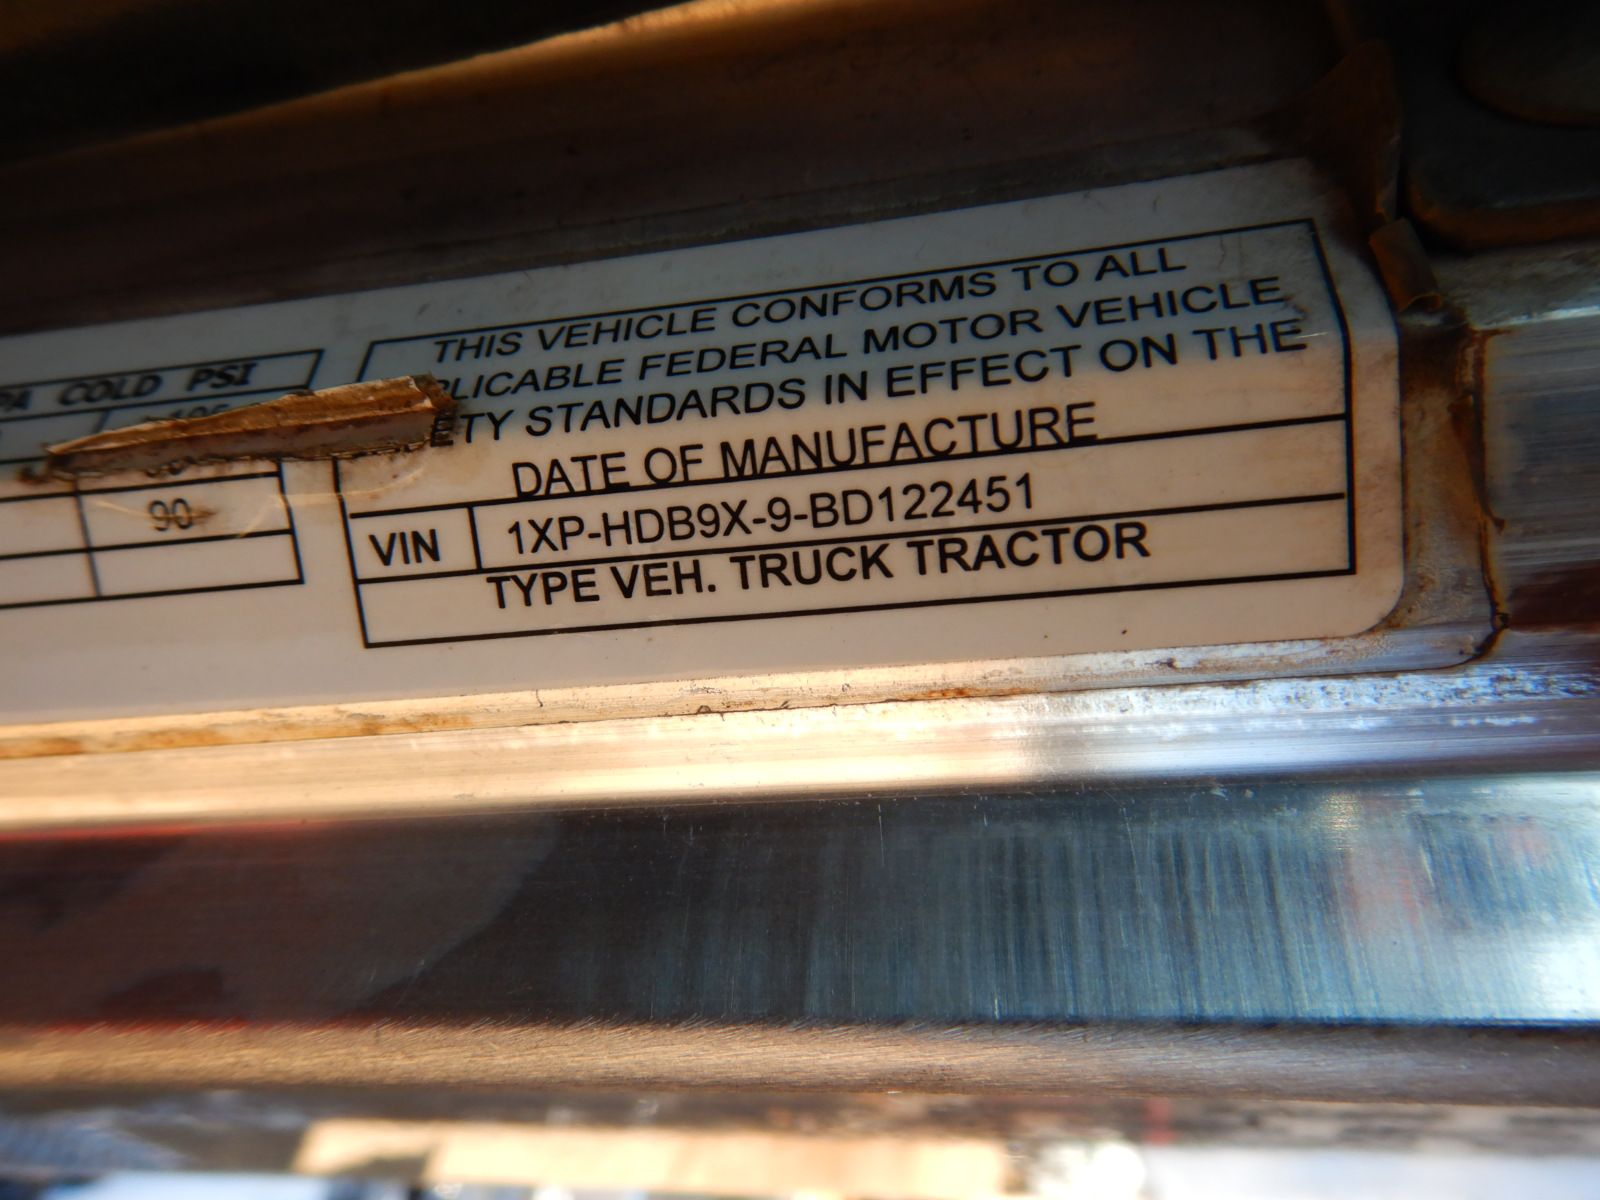 PA COLD PSI
90
THIS VEHICLE CONFORMS TO ALL
PLICABLE FEDERAL MOTOR VEHICLE
ETY STANDARDS IN EFFECT ON THE
DATE OF MANUFACTURE
VIN 1XP-HDB9X-9-BD122451
TYPE VEH. TRUCK TRACTOR